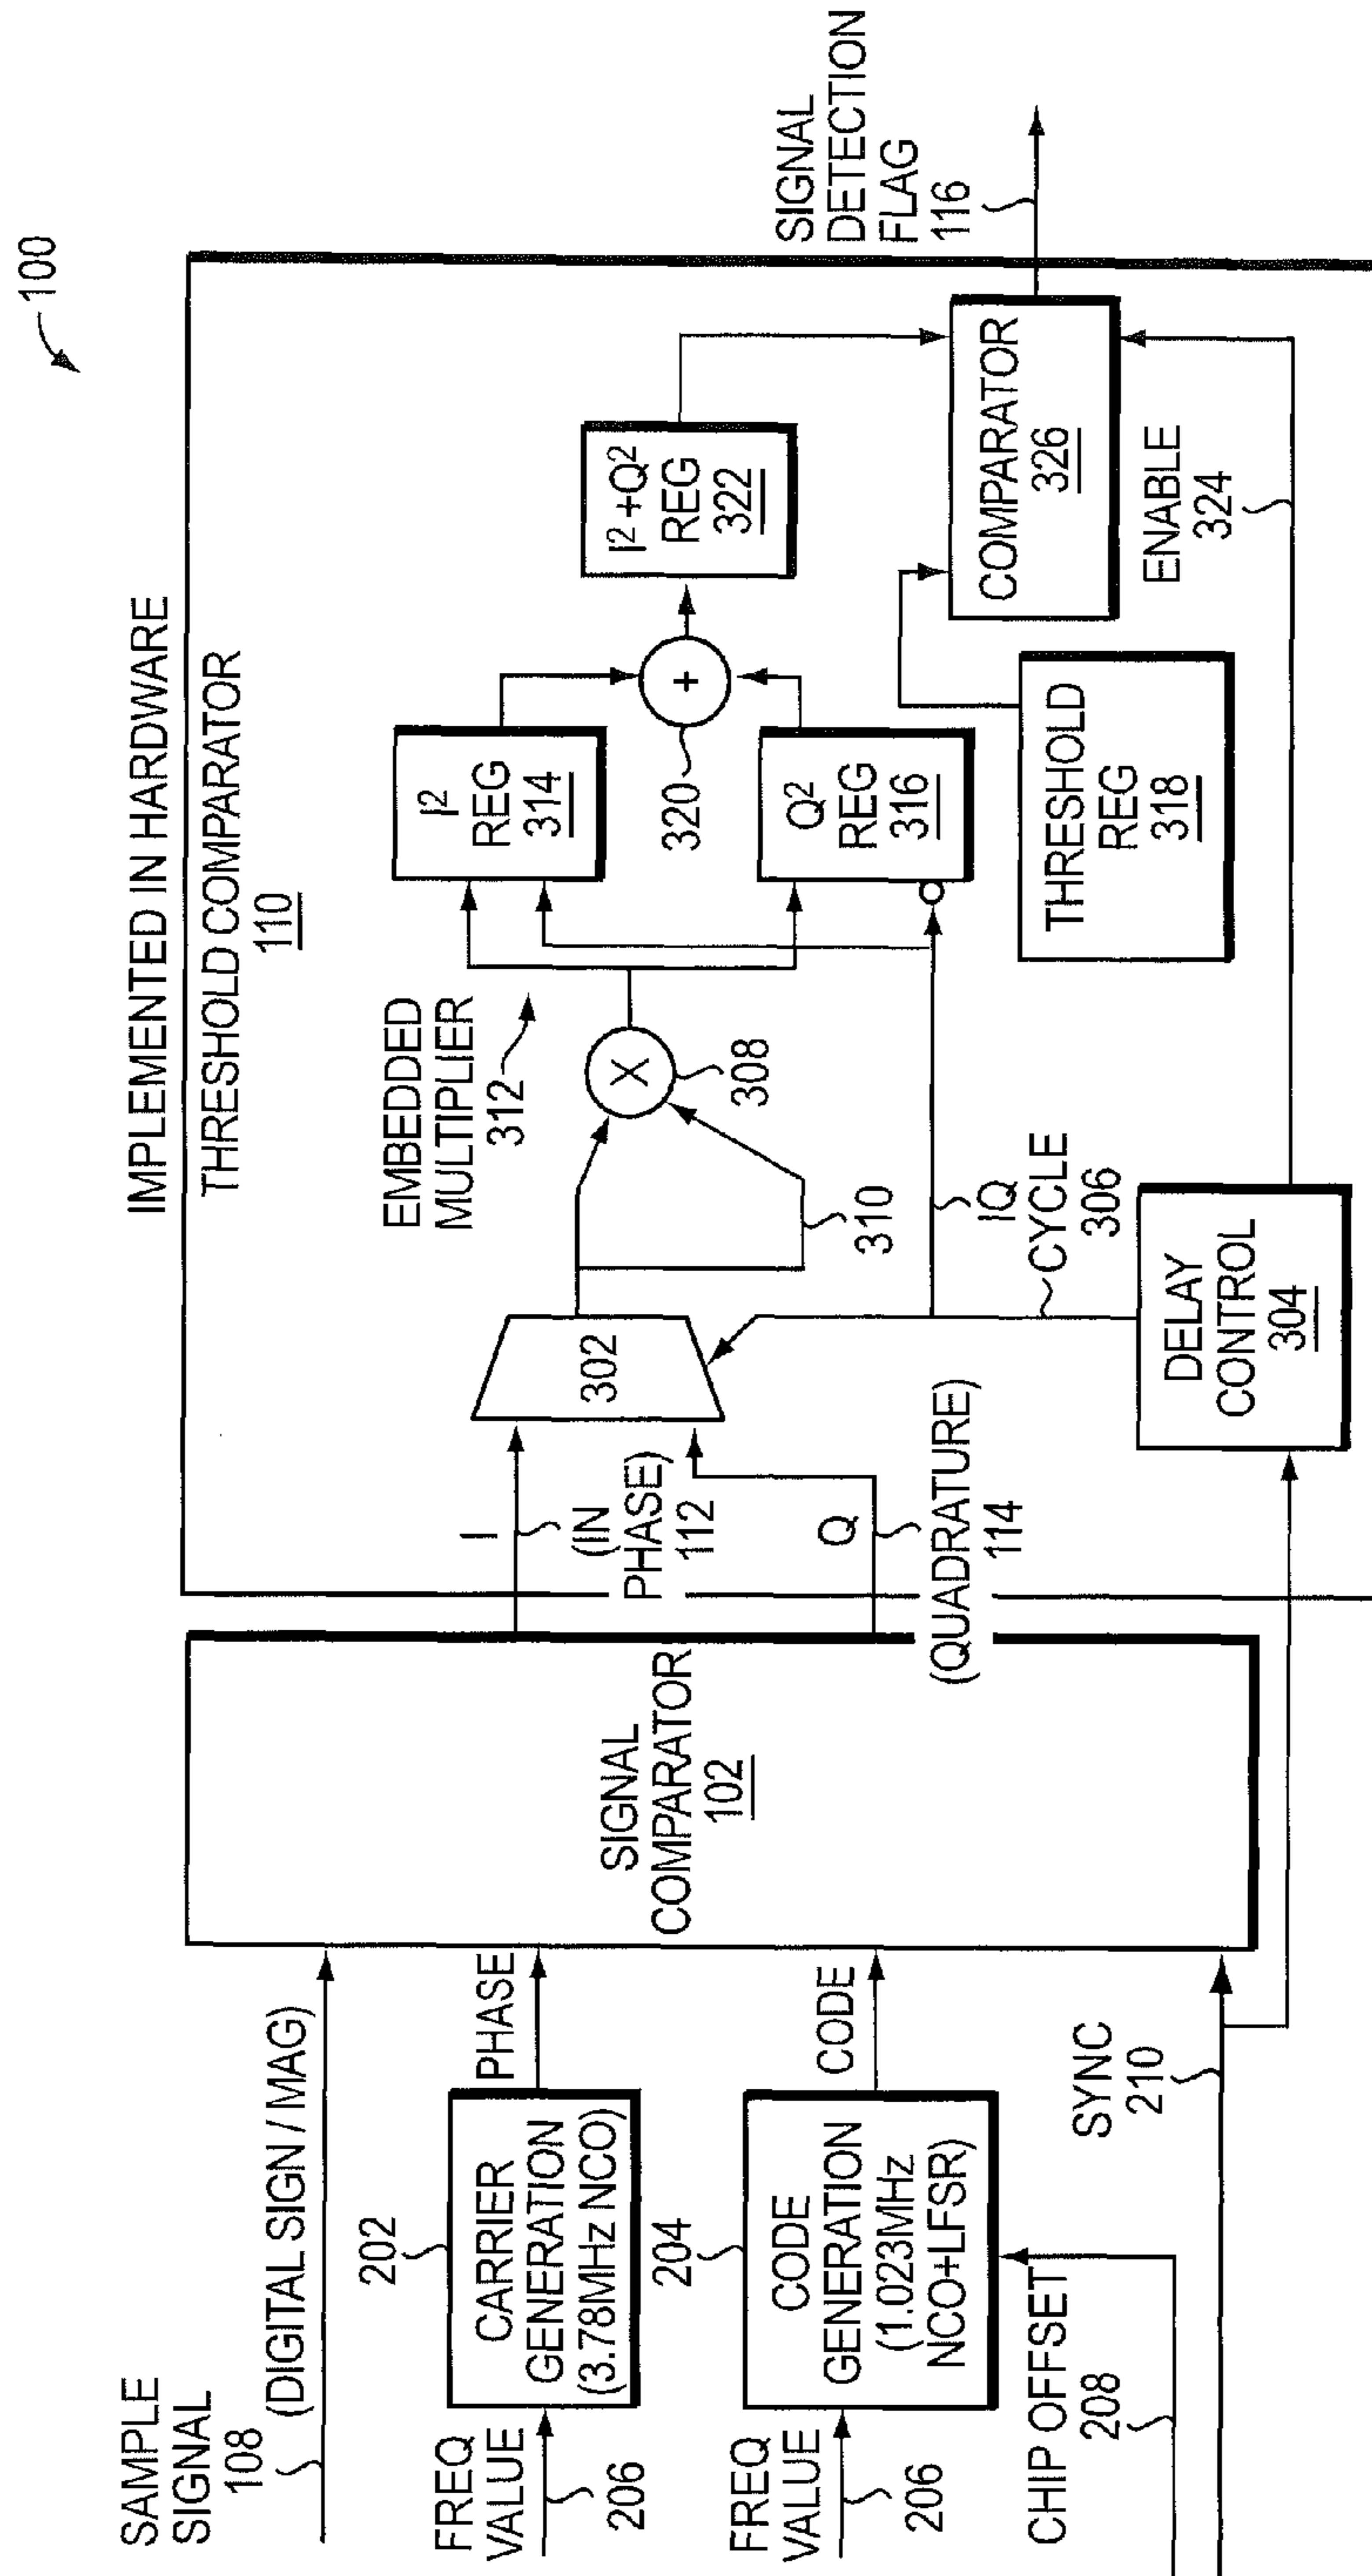 100
IMPLEMENTED IN HARDWARE
THRESHOLD COMPARATOR
110
SAMPLE
SIGNAL
108
(DIGITAL SIGN / MAG)
202
CARRIER
GENERATION
(3.78MHz NCO)
FREQ
VALUE
206
PHASE
204
CODE
GENERATION
(1.023MHz
NCO+LFSR)
FREQ
VALUE
206
CODE
CHIP OFFSET
208
SYNC
210
SIGNAL
COMPARATOR
102
I
(IN
PHASE)
112
Q
(QUADRATURE)
114
302
EMBEDDED
MULTIPLIER
312
X
308
310
IQ
CYCLE
306
DELAY
CONTROL
304
I²
REG
314
Q²
REG
316
+
320
I²+Q²
REG
322
THRESHOLD
REG
318
COMPARATOR
326
ENABLE
324
SIGNAL
DETECTION
FLAG
116